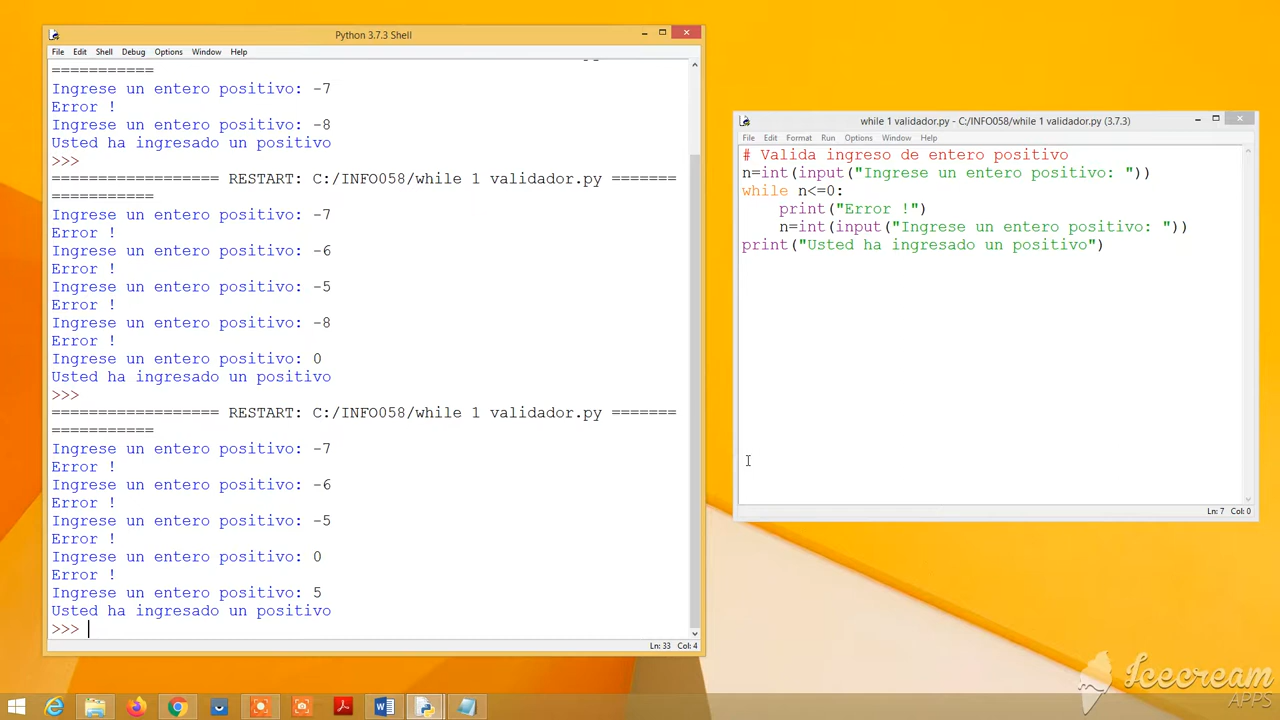 Python 3.7.3 Shell
File Edit Shell Debug Options Window Help
===========
Ingrese un entero positivo: -7
Error !
Ingrese un entero positivo: -8
Usted ha ingresado un positivo
>>>
================== RESTART: C:/INFO058/while 1 validador.py =======
===========
Ingrese un entero positivo: -7
Error !
Ingrese un entero positivo: -6
Error !
Ingrese un entero positivo: -5
Error !
Ingrese un entero positivo: -8
Error !
Ingrese un entero positivo: 0
Usted ha ingresado un positivo
>>>
================== RESTART: C:/INFO058/while 1 validador.py =======
===========
Ingrese un entero positivo: -7
Error !
Ingrese un entero positivo: -6
Error !
Ingrese un entero positivo: -5
Error !
Ingrese un entero positivo: 0
Error !
Ingrese un entero positivo: 5
Usted ha ingresado un positivo
>>>
Ln: 33 Col: 4
while 1 validador.py - C:/INFO058/while 1 validador.py (3.7.3)
File Edit Format Run Options Window Help
# Valida ingreso de entero positivo
n=int(input("Ingrese un entero positivo: "))
while n<=0:
    print("Error !")
    n=int(input("Ingrese un entero positivo: "))
print("Usted ha ingresado un positivo")
Ln: 7 Col: 0
Icecream
APPS